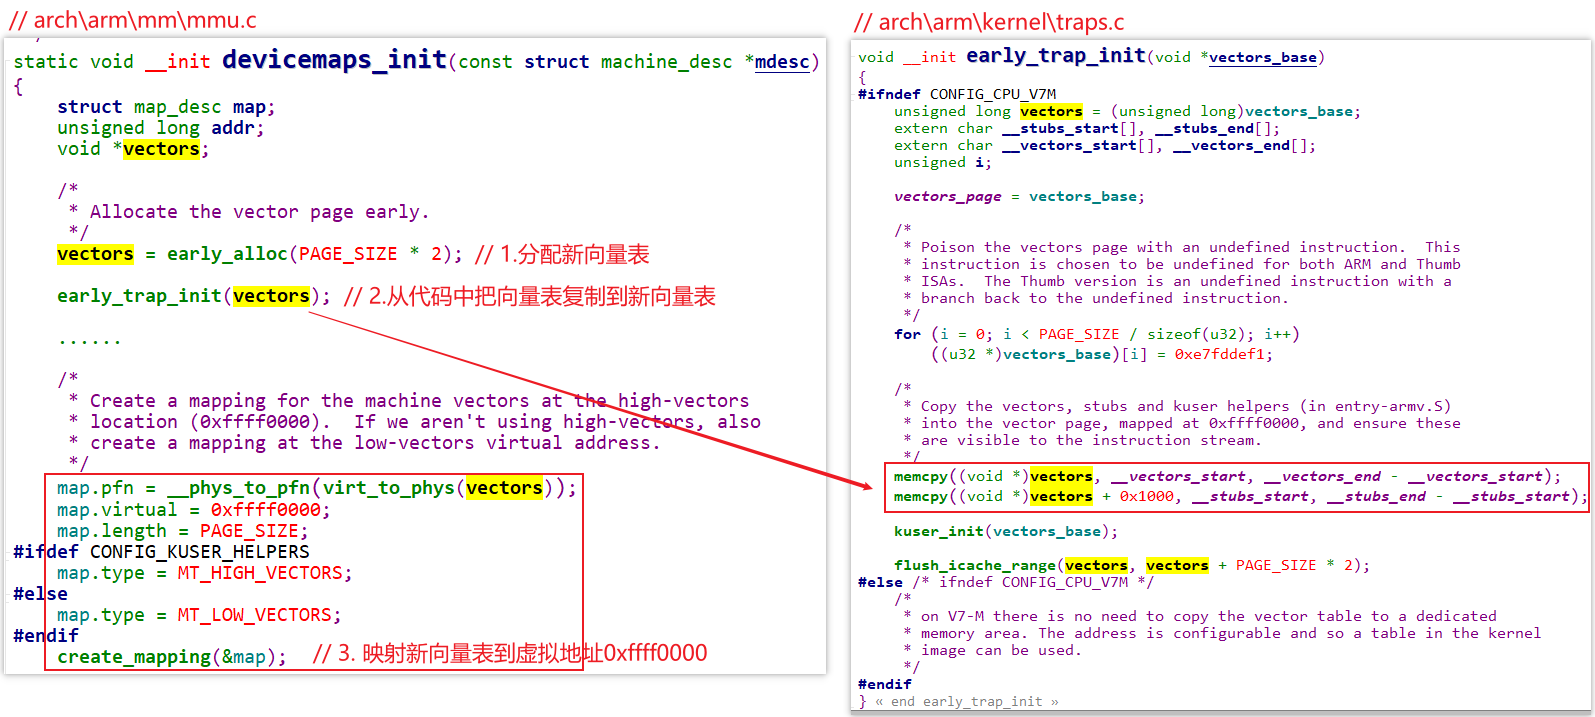 // arch\arm\mm\mmu.c
static void __init devicemaps_init(const struct machine_desc *mdesc)
{
    struct map_desc map;
    unsigned long addr;
    void *vectors;

    /*
     * Allocate the vector page early.
     */
    vectors = early_alloc(PAGE_SIZE * 2); // 1.分配新向量表

    early_trap_init(vectors); // 2.从代码中把向量表复制到新向量表

    ......

    /*
     * Create a mapping for the machine vectors at the high-vectors
     * location (0xffff0000).  If we aren't using high-vectors, also
     * create a mapping at the low-vectors virtual address.
     */
    map.pfn = __phys_to_pfn(virt_to_phys(vectors));
    map.virtual = 0xffff0000;
    map.length = PAGE_SIZE;
#ifdef CONFIG_KUSER_HELPERS
    map.type = MT_HIGH_VECTORS;
#else
    map.type = MT_LOW_VECTORS;
#endif
    create_mapping(&map); // 3. 映射新向量表到虚拟地址0xffff0000
// arch\arm\kernel\traps.c
void __init early_trap_init(void *vectors_base)
{
#ifndef CONFIG_CPU_V7M
    unsigned long vectors = (unsigned long)vectors_base;
    extern char __stubs_start[], __stubs_end[];
    extern char __vectors_start[], __vectors_end[];
    unsigned i;

    vectors_page = vectors_base;

    /*
     * Poison the vectors page with an undefined instruction.  This
     * instruction is chosen to be undefined for both ARM and Thumb
     * ISAs.  The Thumb version is an undefined instruction with a
     * branch back to the undefined instruction.
     */
    for (i = 0; i < PAGE_SIZE / sizeof(u32); i++)
        ((u32 *)vectors_base)[i] = 0xe7fddef1;

    /*
     * Copy the vectors, stubs and kuser helpers (in entry-armv.S)
     * into the vector page, mapped at 0xffff0000, and ensure these
     * are visible to the instruction stream.
     */
    memcpy((void *)vectors, __vectors_start, __vectors_end - __vectors_start);
    memcpy((void *)vectors + 0x1000, __stubs_start, __stubs_end - __stubs_start);

    kuser_init(vectors_base);

    flush_icache_range(vectors, vectors + PAGE_SIZE * 2);
#else /* ifndef CONFIG_CPU_V7M */
    /*
     * on V7-M there is no need to copy the vector table to a dedicated
     * memory area. The address is configurable and so a table in the kernel
     * image can be used.
     */
#endif
} « end early_trap_init »